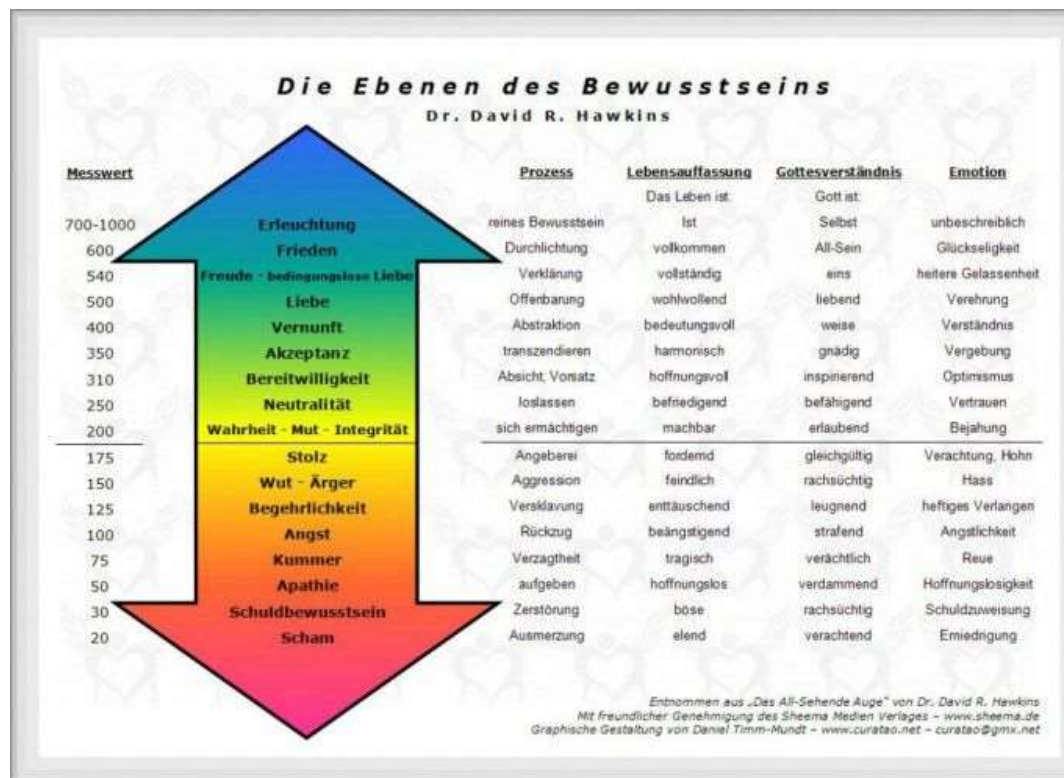 Die Ebenen des Bewusstseins
Dr. David R. Hawkins
Messwert Prozess Lebensauffassung Gottesverständnis Emotion
Das Leben ist: Gott ist:
700-1000 Erleuchtung reines Bewusstsein Ist Selbst unbeschreiblich
600 Frieden Durchlichtung vollkommen All-Sein Glückseligkeit
540 Freude - bedingungslose Liebe Verklärung vollständig eins heitere Gelassenheit
500 Liebe Offenbarung wohlwollend liebend Verehrung
400 Vernunft Abstraktion bedeutungsvoll weise Verständnis
350 Akzeptanz transzendieren harmonisch gnädig Vergebung
310 Bereitwilligkeit Absicht, Vorsatz hoffnungsvoll inspirierend Optimismus
250 Neutralität loslassen befriedigend befähigend Vertrauen
200 Wahrheit - Mut - Integrität sich ermächtigen machbar erlaubend Bejahung
175 Stolz Angeberei fordernd gleichgültig Verachtung, Hohn
150 Wut - Ärger Aggression feindlich rachsüchtig Hass
125 Begehrlichkeit Versklavung enttäuschend leugnend heftiges Verlangen
100 Angst Rückzug beängstigend strafend Ängstlichkeit
75 Kummer Verzagtheit tragisch verächtlich Reue
50 Apathie aufgeben hoffnungslos verdammend Hoffnungslosigkeit
30 Schuldbewusstsein Zerstörung böse rachsüchtig Schuldzuweisung
20 Scham Ausmerzung elend verachtend Erniedrigung
Entnommen aus „Das All-Sehende Auge" von Dr. David R. Hawkins
Mit freundlicher Genehmigung des Sheema Medien Verlages – www.sheema.de
Graphische Gestaltung von Daniel Timm-Mundt – www.curatao.net – curatao@gmx.net